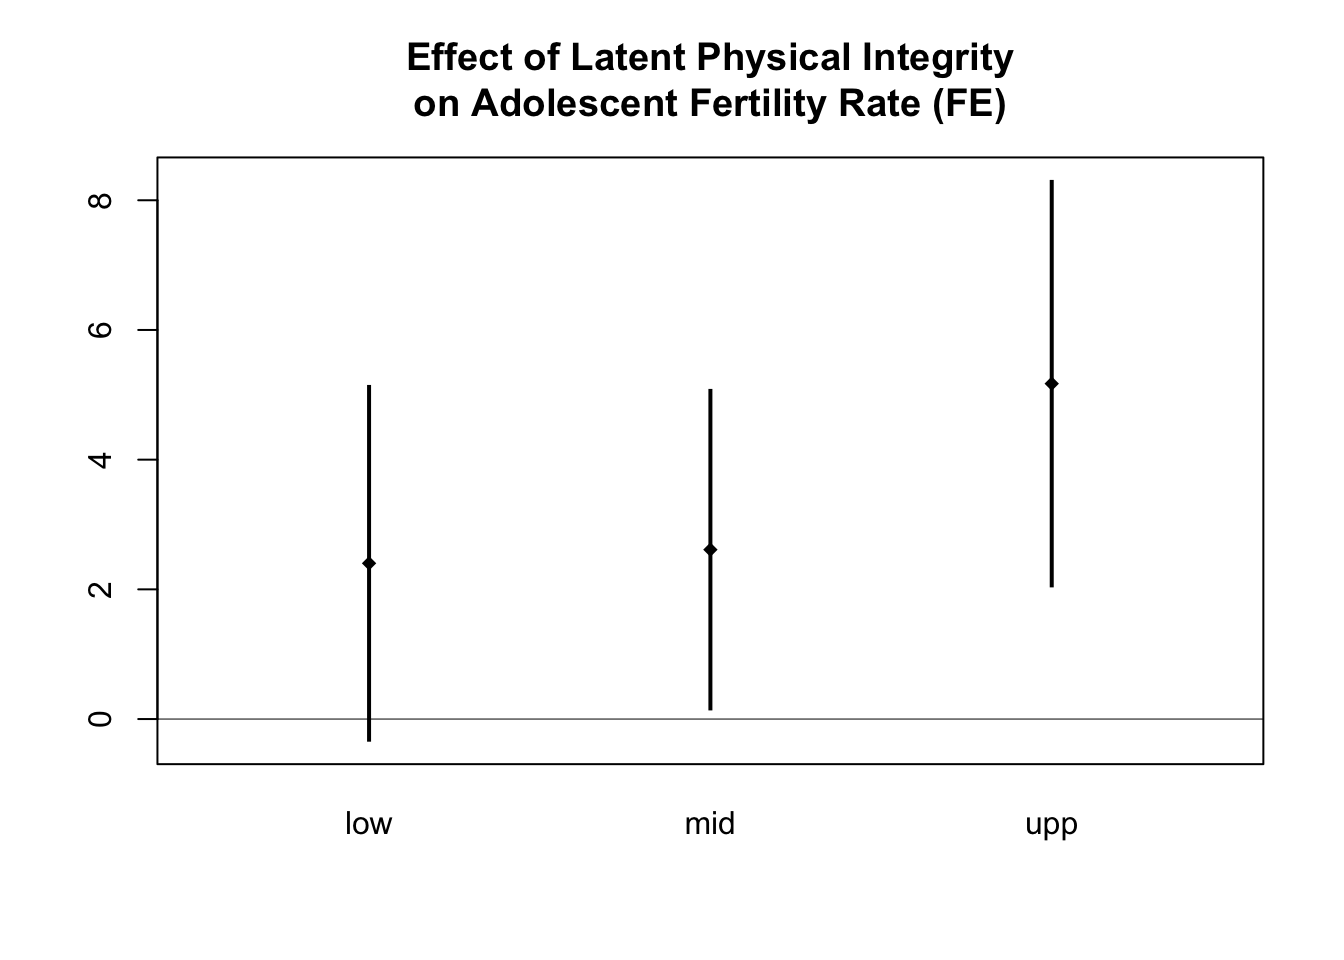 Effect of Latent Physical Integrity
on Adolescent Fertility Rate (FE)
8
6
4
2
0
low mid upp